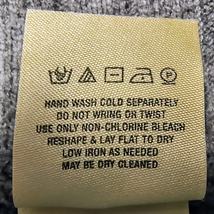 HAND WASH COLD SEPARATELY
DO NOT WRING OR TWIST
USE ONLY NON-CHLORINE BLEACH
RESHAPE & LAY FLAT TO DRY
LOW IRON AS NEEDED
MAY BE DRY CLEANED